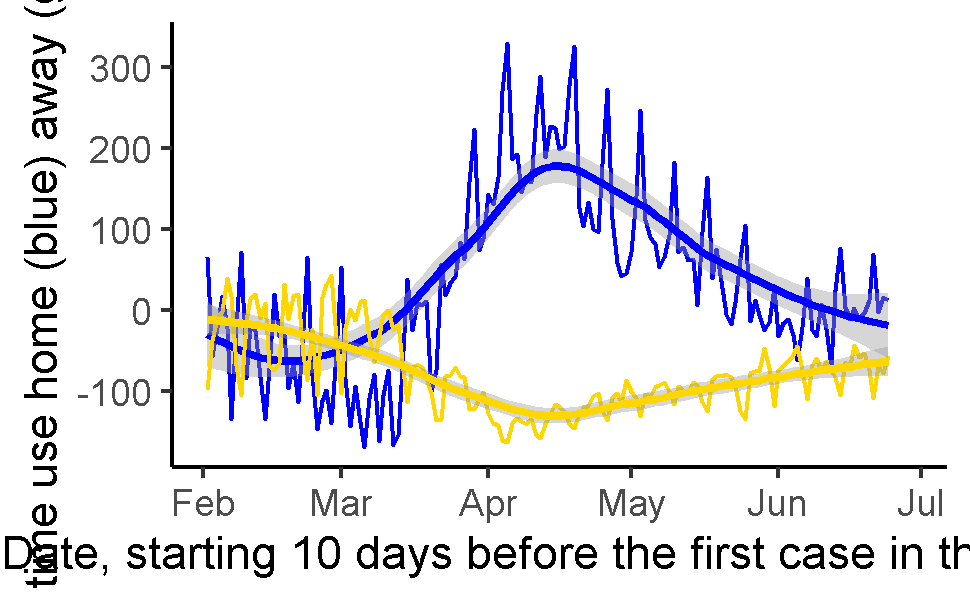 time use home (blue) away (
300
200
100
0
-100
Feb Mar Apr May Jun Jul
Date, starting 10 days before the first case in th